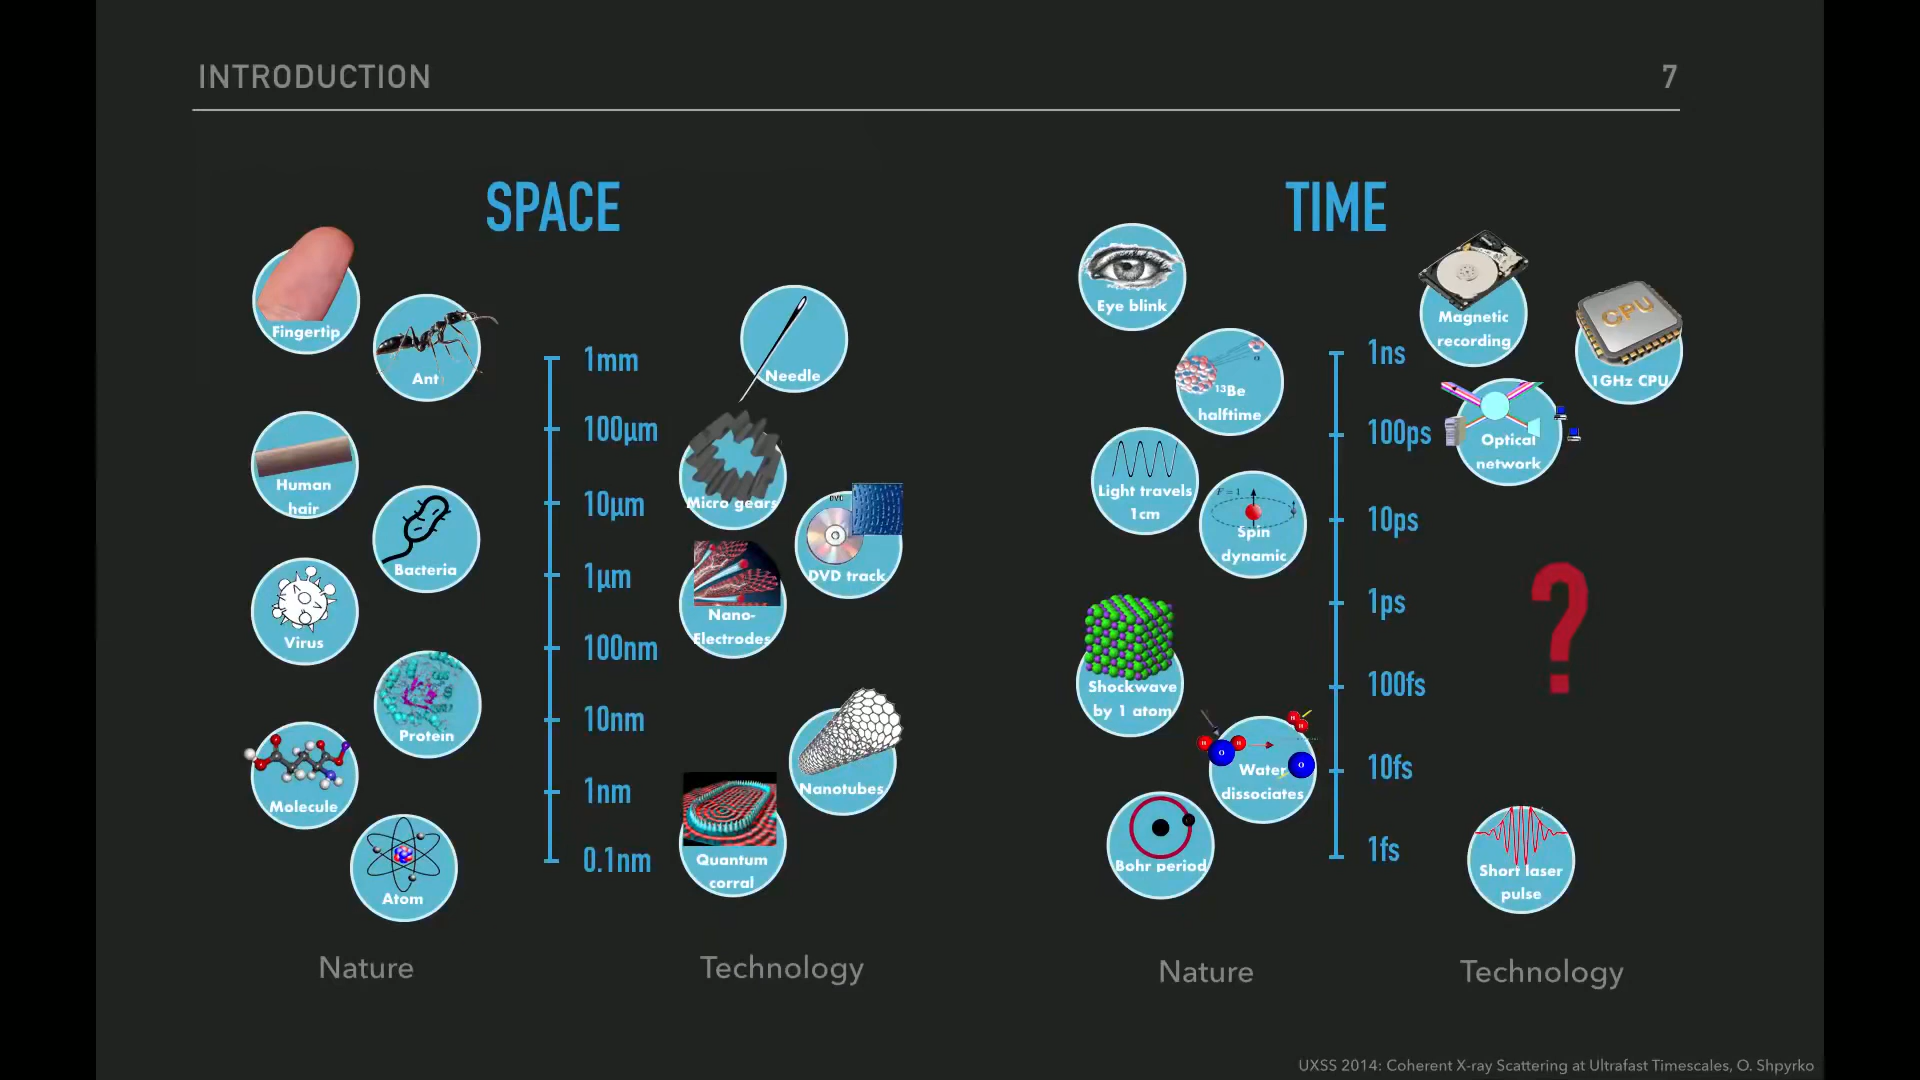 INTRODUCTION
7
SPACE
TIME
Fingertip
Ant
Human
hair
Bacteria
Virus
Protein
Molecule
Atom
1mm
100µm
10µm
1µm
100nm
10nm
1nm
0.1nm
Needle
Micro gears
DVD
DVD track
Nano-
Electrodes
Nanotubes
Quantum
corral
Nature
Technology
Eye blink
α
13Be
halftime
Light travels
1cm
F = 1
Spin
dynamic
Shockwave
by 1 atom
H
H
O
H
H
O
Water
dissociates
Bohr period
1ns
100ps
10ps
1ps
100fs
10fs
1fs
Magnetic
recording
CPU
1GHz CPU
Optical
network
?
Short laser
pulse
Nature
Technology
UXSS 2014: Coherent X-ray Scattering at Ultrafast Timescales, O. Shpyrko